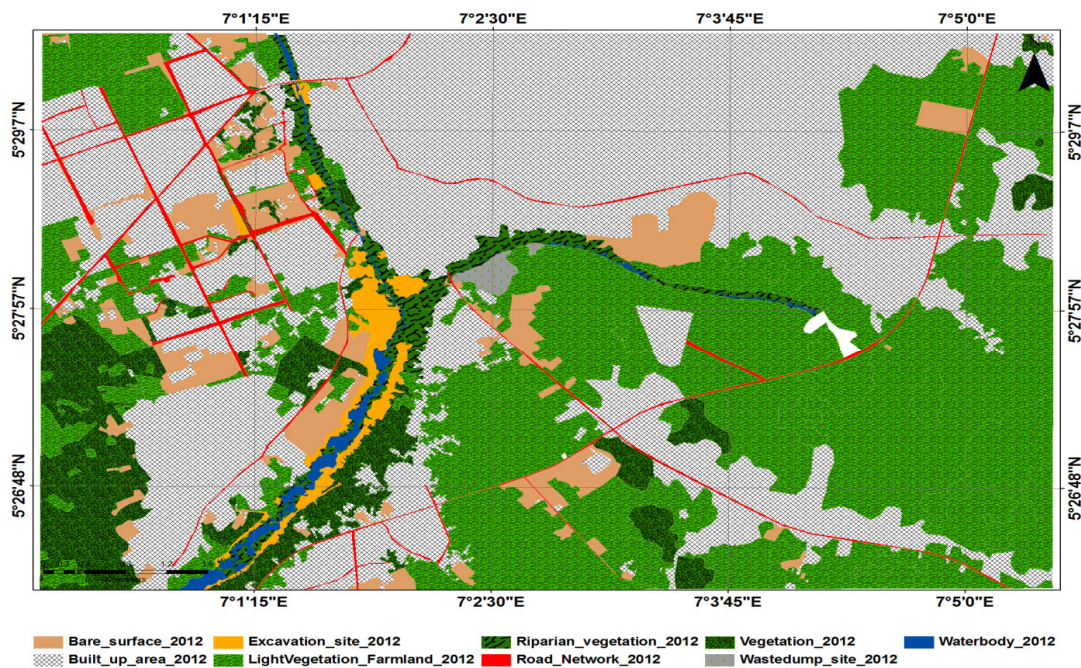 7°1'15"E 7°2'30"E 7°3'45"E 7°5'0"E
5°29'7"N 5°29'7"N
5°27'57"N 5°27'57"N
5°26'48"N 5°26'48"N
7°1'15"E 7°2'30"E 7°3'45"E 7°5'0"E
Bare_surface_2012 Excavation_site_2012 Riparian_vegetation_2012 Vegetation_2012 Waterbody_2012
Built_up_area_2012 LightVegetation_Farmland_2012 Road_Network_2012 Wastedump_site_2012